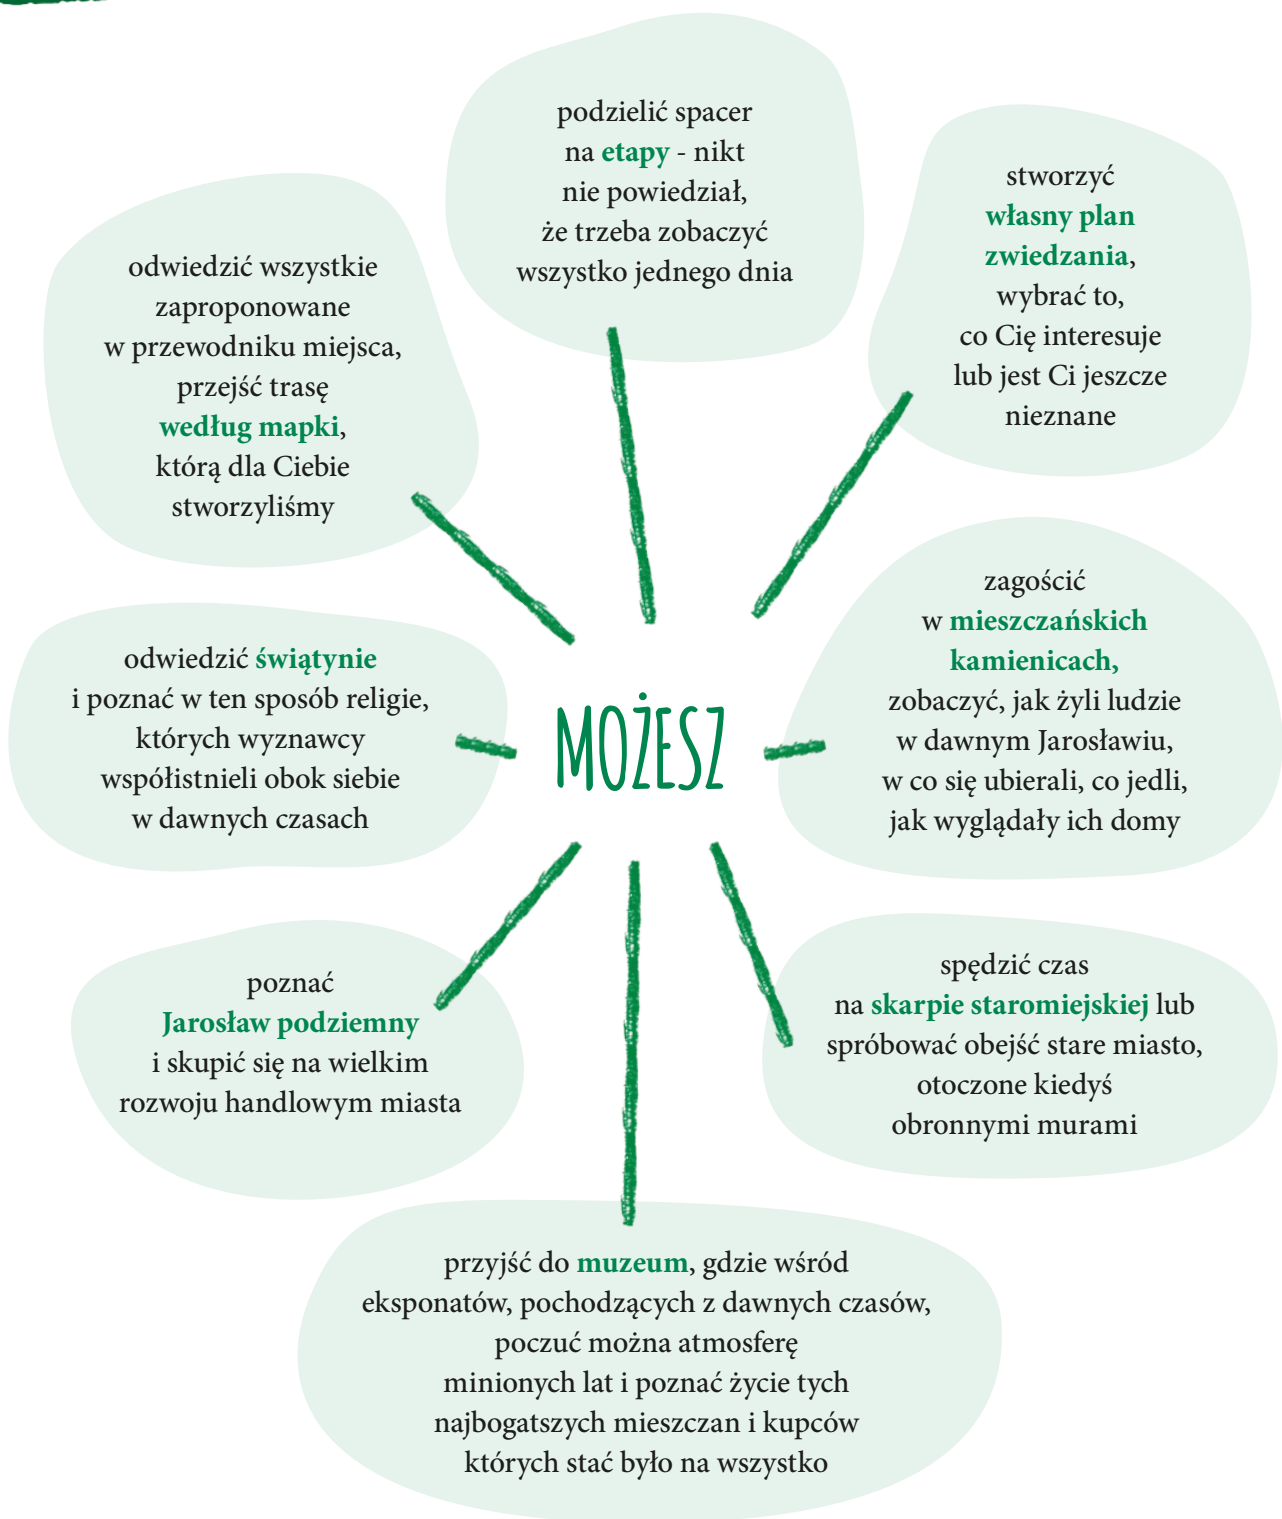 podzielić spacer
na etapy - nikt
nie powiedział,
że trzeba zobaczyć
wszystko jednego dnia
stworzyć
własny plan
zwiedzania,
wybrać to,
co Cię interesuje
lub jest Ci jeszcze
nieznane
odwiedzić wszystkie
zaproponowane
w przewodniku miejsca,
przejść trasę
według mapki,
którą dla Ciebie
stworzyliśmy
zagościć
w mieszczańskich
kamienicach,
zobaczyć, jak żyli ludzie
w dawnym Jarosławiu,
w co się ubierali, co jedli,
jak wyglądały ich domy
odwiedzić świątynie
i poznać w ten sposób religie,
których wyznawcy
współistnieli obok siebie
w dawnych czasach
MOŻESZ
poznać
Jarosław podziemny
i skupić się na wielkim
rozwoju handlowym miasta
spędzić czas
na skarpie staromiejskiej lub
spróbować obejść stare miasto,
otoczone kiedyś
obronnymi murami
przyjść do muzeum, gdzie wśród
eksponatów, pochodzących z dawnych czasów,
poczuć można atmosferę
minionych lat i poznać życie tych
najbogatszych mieszczan i kupców
których stać było na wszystko